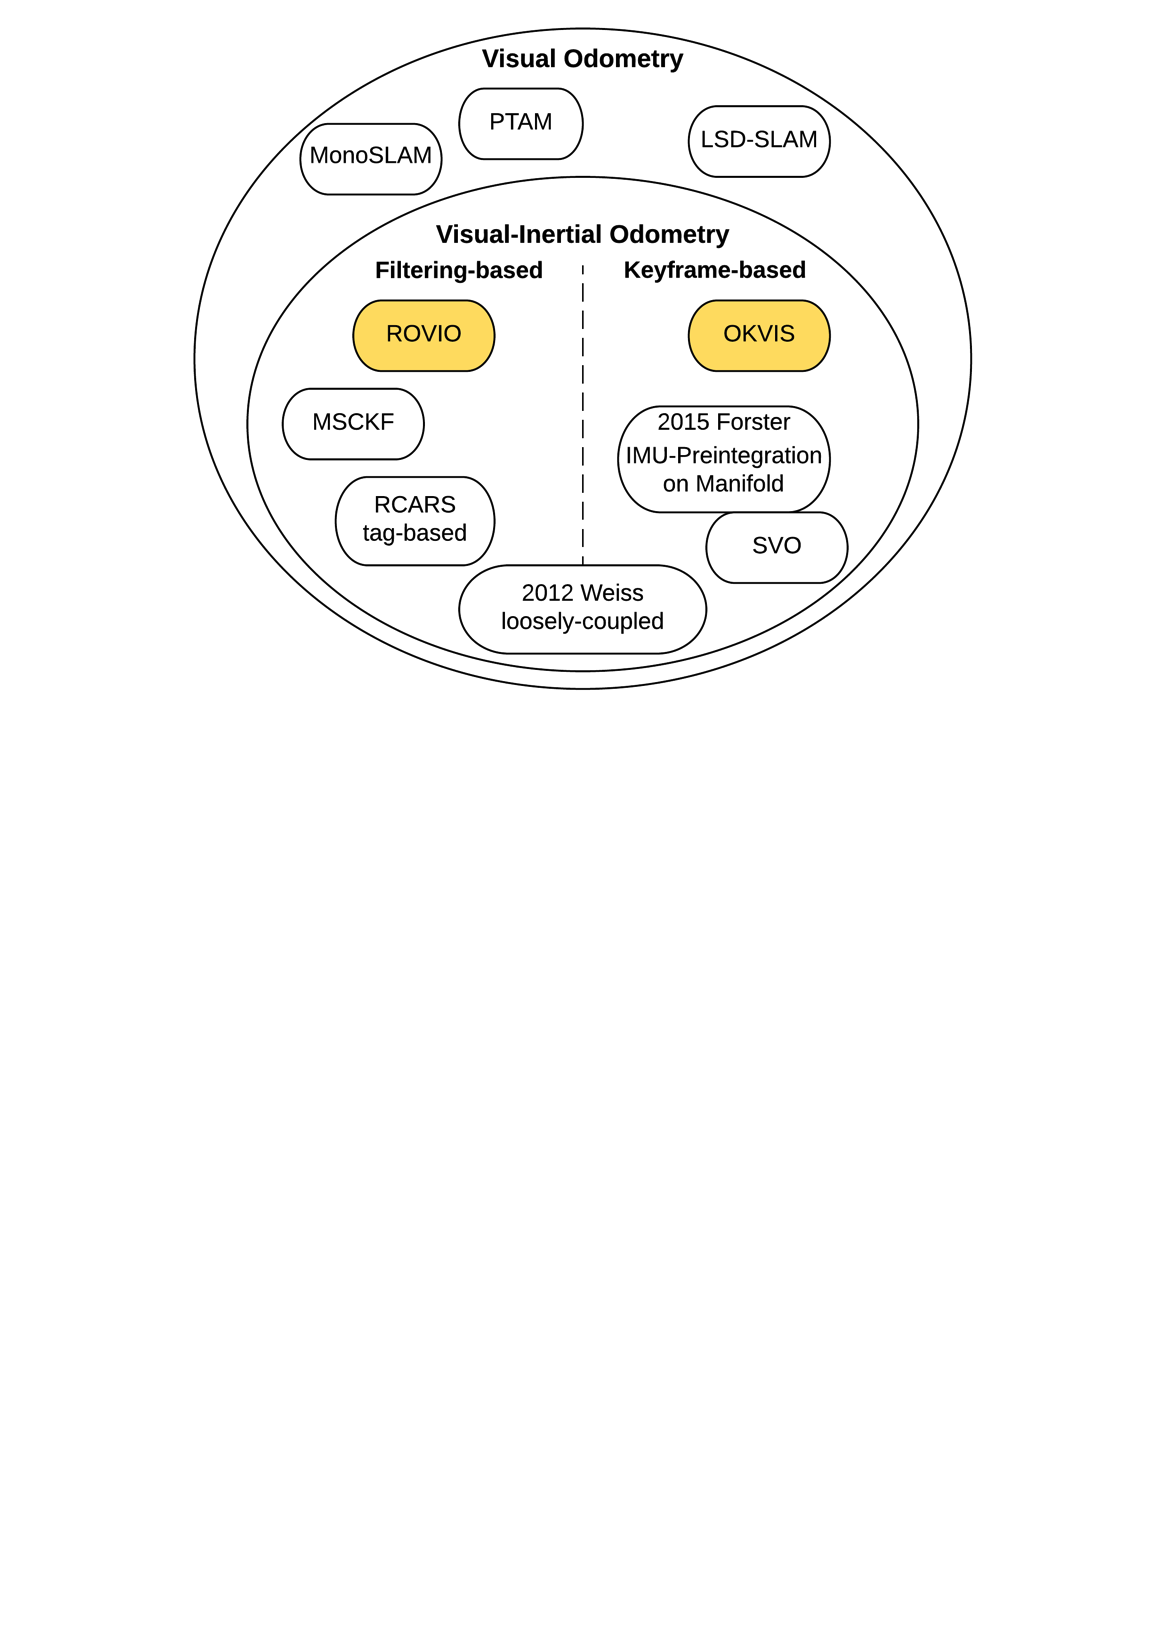 Visual Odometry
PTAM
LSD-SLAM
MonoSLAM
Visual-Inertial Odometry
Filtering-based
Keyframe-based
ROVIO
OKVIS
MSCKF
2015 Forster
IMU-Preintegration
on Manifold
RCARS
tag-based
SVO
2012 Weiss
loosely-coupled